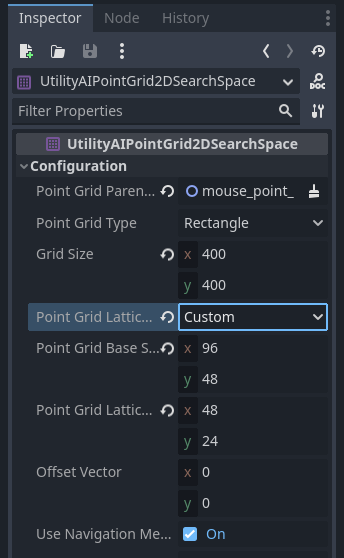 Inspector Node History
UtilityAIPointGrid2DSearchSpace
DOC
Filter Properties
UtilityAIPointGrid2DSearchSpace
Configuration
Point Grid Paren... mouse_point_
Point Grid Type Rectangle
Grid Size x 400
y 400
Point Grid Lattic... Custom
Point Grid Base S... x 96
y 48
Point Grid Lattic... x 48
y 24
Offset Vector x 0
y 0
Use Navigation Me... On